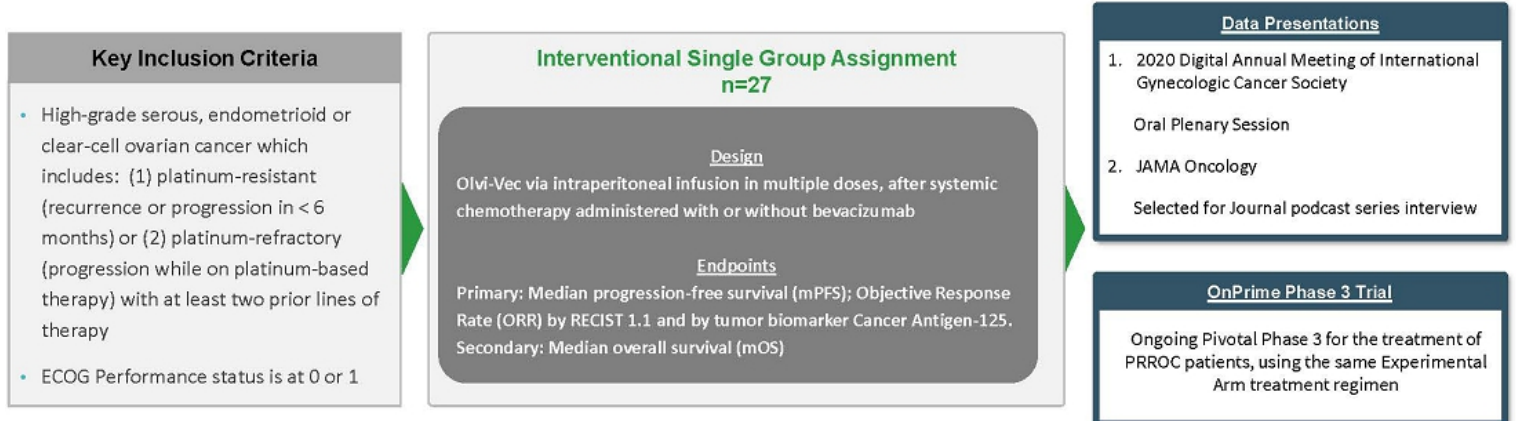 Key Inclusion Criteria
• High-grade serous, endometrioid or
clear-cell ovarian cancer which
includes: (1) platinum-resistant
(recurrence or progression in < 6
months) or (2) platinum-refractory
(progression while on platinum-based
therapy) with at least two prior lines of
therapy
• ECOG Performance status is at 0 or 1
Interventional Single Group Assignment
n=27
Design
Olvi-Vec via intraperitoneal infusion in multiple doses, after systemic
chemotherapy administered with or without bevacizumab
Endpoints
Primary: Median progression-free survival (mPFS); Objective Response
Rate (ORR) by RECIST 1.1 and by tumor biomarker Cancer Antigen-125.
Secondary: Median overall survival (mOS)
Data Presentations
1. 2020 Digital Annual Meeting of International
Gynecologic Cancer Society
Oral Plenary Session
2. JAMA Oncology
Selected for Journal podcast series interview
OnPrime Phase 3 Trial
Ongoing Pivotal Phase 3 for the treatment of
PRROC patients, using the same Experimental
Arm treatment regimen